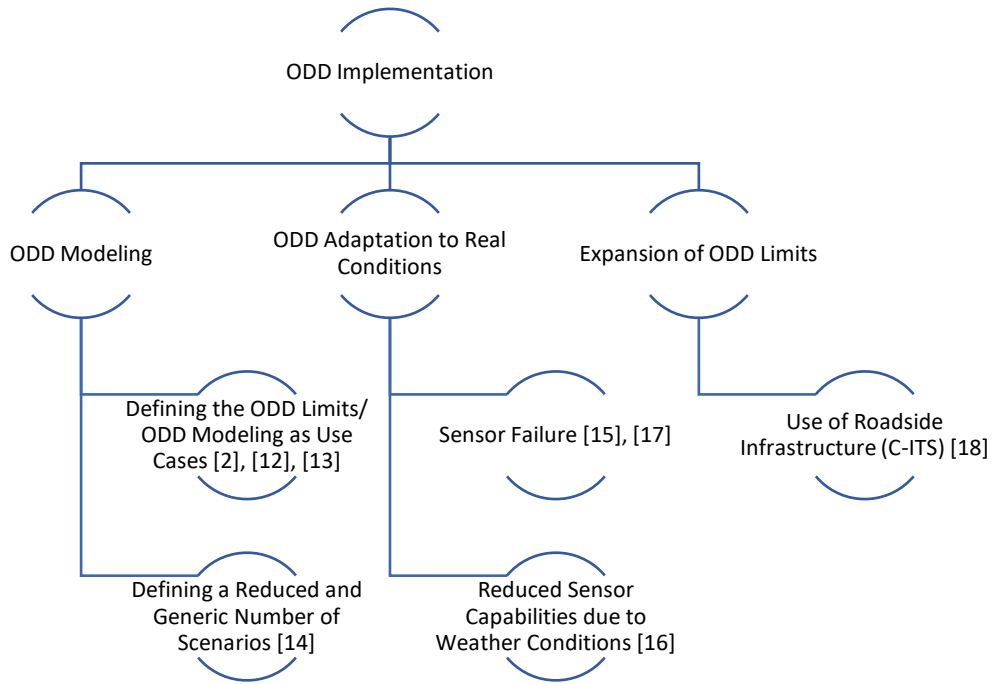 ODD Implementation
ODD Modeling
ODD Adaptation to Real
Conditions
Expansion of ODD Limits
Defining the ODD Limits/
ODD Modeling as Use
Cases [2], [12], [13]
Sensor Failure [15], [17]
Use of Roadside
Infrastructure (C-ITS) [18]
Defining a Reduced and
Generic Number of
Scenarios [14]
Reduced Sensor
Capabilities due to
Weather Conditions [16]